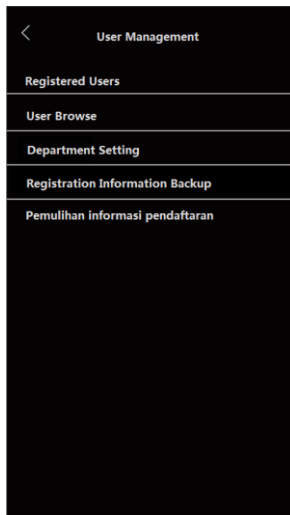 User Management
Registered Users
User Browse
Department Setting
Registration Information Backup
Pemulihan informasi pendaftaran